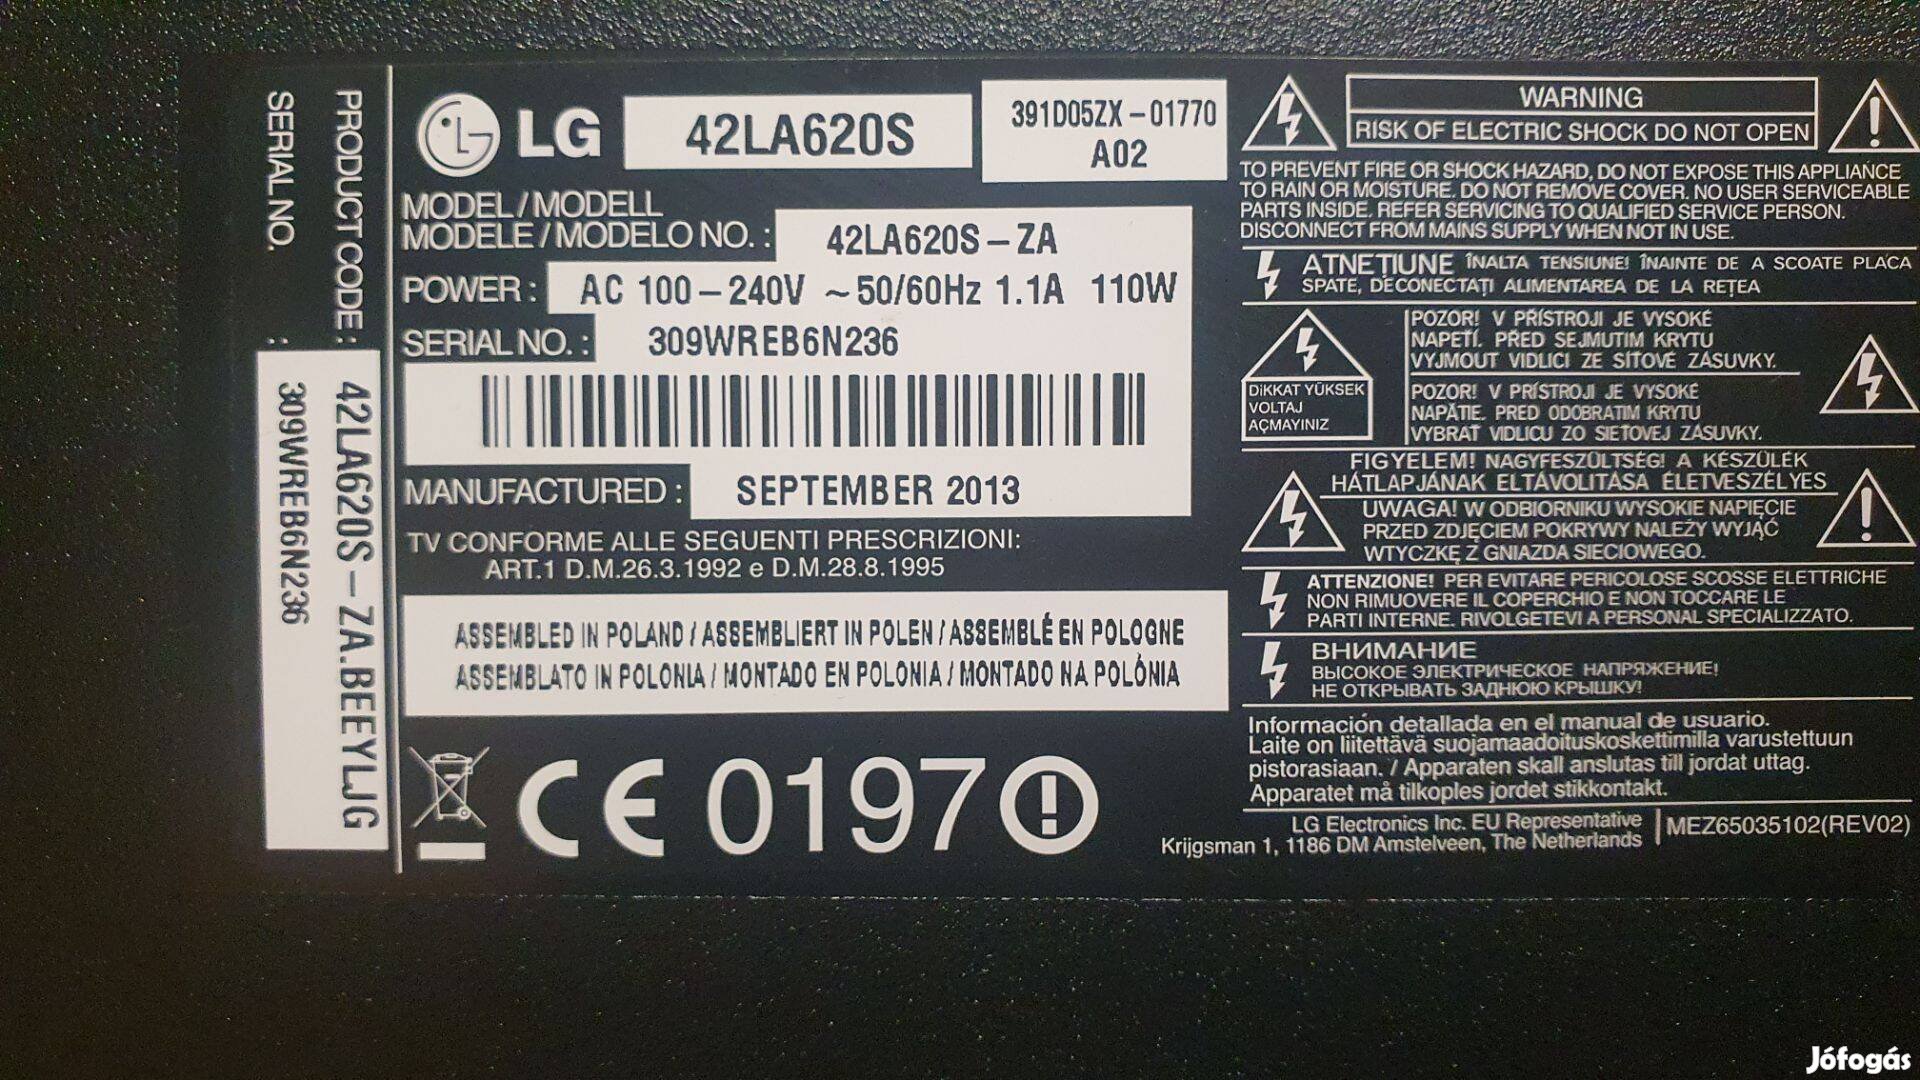 PRODUCT CODE : 42LA620S-ZA.BEEYLJG
SERIAL NO. : 309WREB6N236
LG 42LA620S
391D05ZX-01770
A02
MODEL/MODELL
MODELE/MODELO NO. : 42LA620S-ZA
POWER : AC 100-240V ~50/60Hz 1.1A 110W
SERIAL NO. : 309WREB6N236
MANUFACTURED : SEPTEMBER 2013
TV CONFORME ALLE SEGUENTI PRESCRIZIONI:
ART.1 D.M.26.3.1992 e D.M.28.8.1995
ASSEMBLED IN POLAND / ASSEMBLIERT IN POLEN / ASSEMBLÉ EN POLOGNE
ASSEMBLATO IN POLONIA / MONTADO EN POLONIA / MONTADO NA POLÓNIA
CE 0197
WARNING
RISK OF ELECTRIC SHOCK DO NOT OPEN
TO PREVENT FIRE OR SHOCK HAZARD, DO NOT EXPOSE THIS APPLIANCE
TO RAIN OR MOISTURE. DO NOT REMOVE COVER. NO USER SERVICEABLE
PARTS INSIDE. REFER SERVICING TO QUALIFIED SERVICE PERSON.
DISCONNECT FROM MAINS SUPPLY WHEN NOT IN USE.
ATNEȚIUNE ÎNALTA TENSIUNE! ÎNAINTE DE A SCOATE PLACA
SPATE, DECONECTAȚI ALIMENTAREA DE LA REȚEA
DiKKAT YÜKSEK
VOLTAJ
AÇMAYINIZ
POZOR! V PŘÍSTROJI JE VYSOKÉ
NAPĚTÍ. PŘED SEJMUTIM KRYTU
VYJMOUT VIDLICI ZE SÍŤOVÉ ZÁSUVKY.
POZOR! V PRÍSTROJI JE VYSOKÉ
NAPÄTIE. PRED ODOBRATIM KRYTU
VYBRAŤ VIDLICU ZO SIEŤOVEJ ZÁSUVKY.
FIGYELEM! NAGYFESZÜLTSÉG! A KÉSZÜLÉK
HÁTLAPJÁNAK ELTÁVOLITÁSA ÉLETVESZÉLYES
UWAGA! W ODBIORNIKU WYSOKIE NAPIĘCIE
PRZED ZDJĘCIEM POKRYWY NALEŻY WYJĄĆ
WTYCZKĘ Z GNIAZDA SIECIOWEGO.
ATTENZIONE! PER EVITARE PERICOLOSE SCOSSE ELETTRICHE
NON RIMUOVERE IL COPERCHIO E NON TOCCARE LE
PARTI INTERNE. RIVOLGETEVI A PERSONAL SPECIALIZZATO.
ВНИМАНИЕ
ВЫСОКОЕ ЭЛЕКТРИЧЕСКОЕ НАПРЯЖЕНИЕ!
НЕ ОТКРЫВАТЬ ЗАДНЮЮ КРЫШКУ!
Información detallada en el manual de usuario.
Laite on liitettävä suojamaadoituskoskettimilla varustettuun
pistorasiaan. / Apparaten skall anslutas till jordat uttag.
Apparatet må tilkoples jordet stikkontakt.
LG Electronics Inc. EU Representative
Krijgsman 1, 1186 DM Amstelveen, The Netherlands
MEZ65035102(REV02)
Jófogás